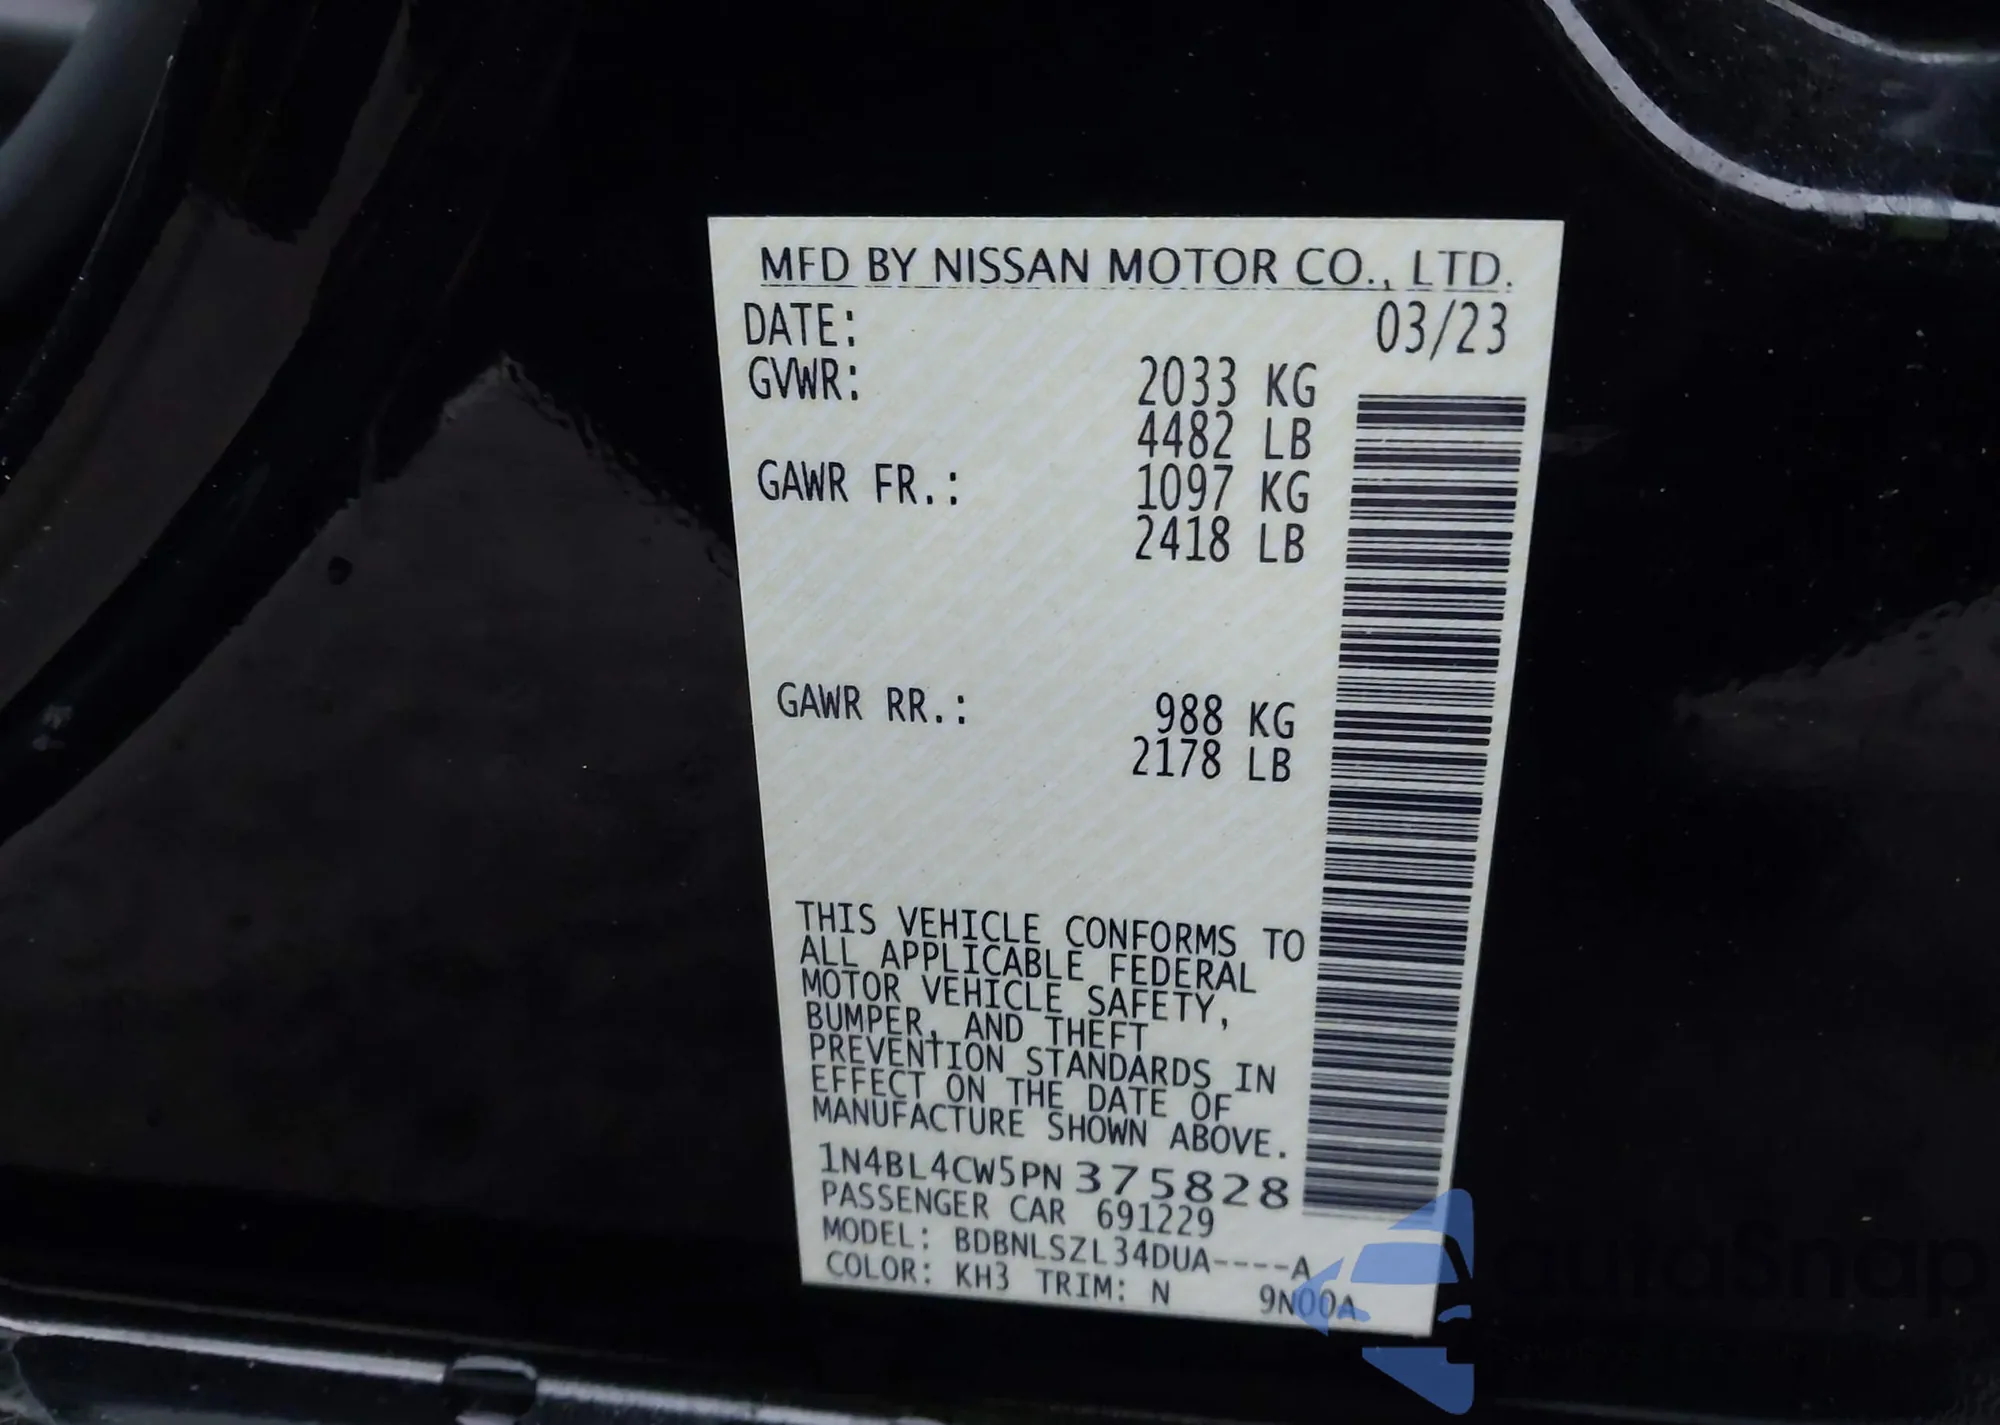 MFD BY NISSAN MOTOR CO., LTD.
DATE: 03/23
GVWR: 2033 KG
4482 LB
GAWR FR.: 1097 KG
2418 LB
GAWR RR.: 988 KG
2178 LB
THIS VEHICLE CONFORMS TO
ALL APPLICABLE FEDERAL
MOTOR VEHICLE SAFETY,
BUMPER, AND THEFT
PREVENTION STANDARDS IN
EFFECT ON THE DATE OF
MANUFACTURE SHOWN ABOVE.
1N4BL4CW5PN375828
PASSENGER CAR 691229
MODEL: BDBNLSZL34DUA----A
COLOR: KH3 TRIM: N 9N00A